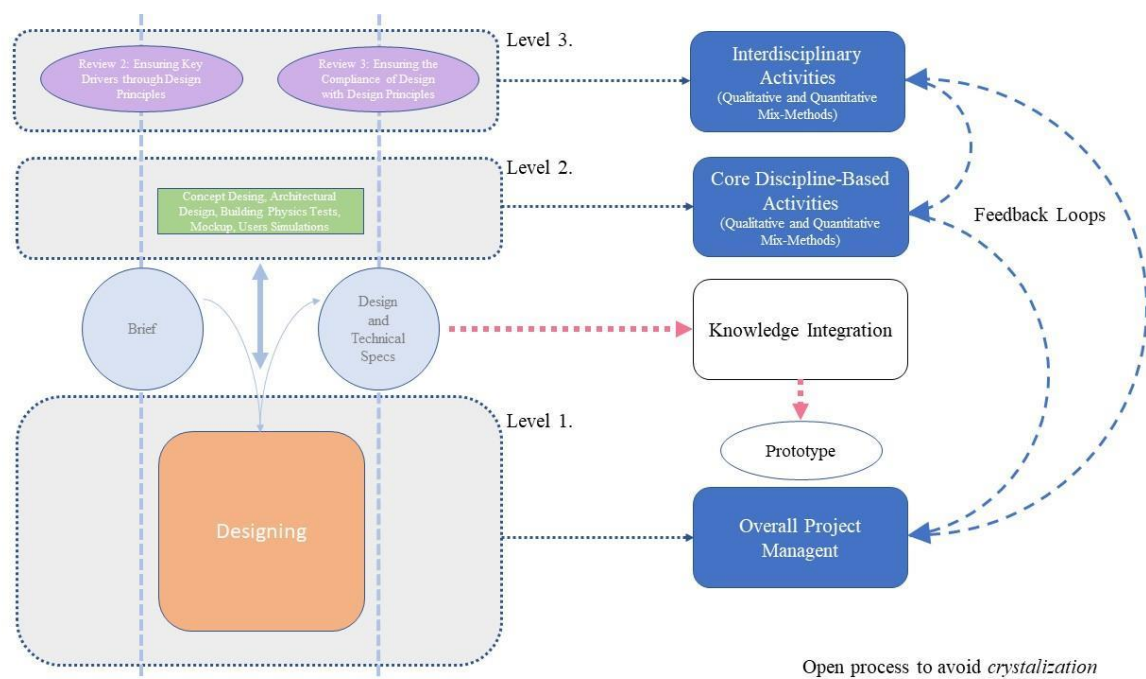 Level 3.
Review 2: Ensuring Key
Drivers through Design
Principles
Review 3: Ensuring the
Compliance of Design
with Design Principles
Interdisciplinary
Activities
(Qualitative and Quantitative
Mix-Methods)
Level 2.
Concept Desing, Architectural
Design, Building Physics Tests,
Mockup, Users Simulations
Core Discipline-Based
Activities
(Qualitative and Quantitative
Mix-Methods)
Feedback Loops
Brief
Design
and
Technical
Specs
Knowledge Integration
Level 1.
Prototype
Designing
Overall Project
Managent
Open process to avoid crystalization